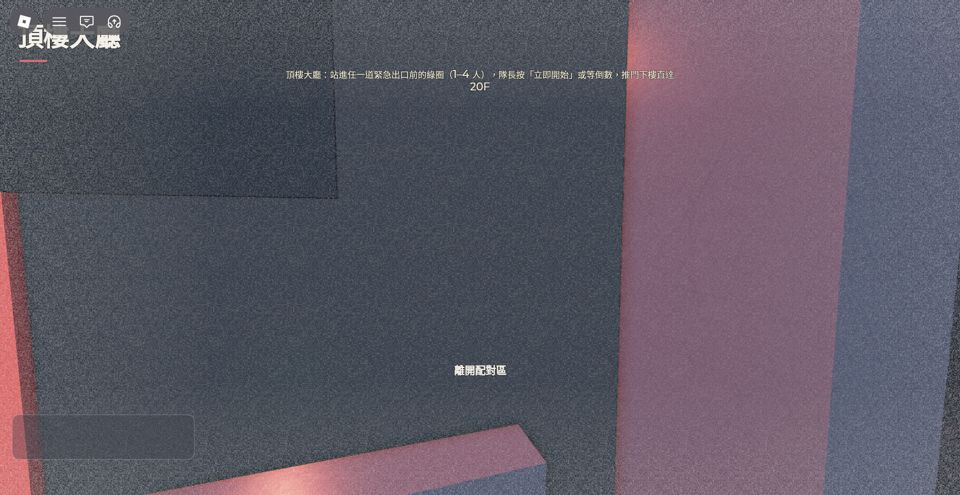 頂樓大廳
頂樓大廳：站進任一道緊急出口前的綠圈（1–4 人），隊長按「立即開始」或等倒數，推門下樓直達
20F
離開配對區